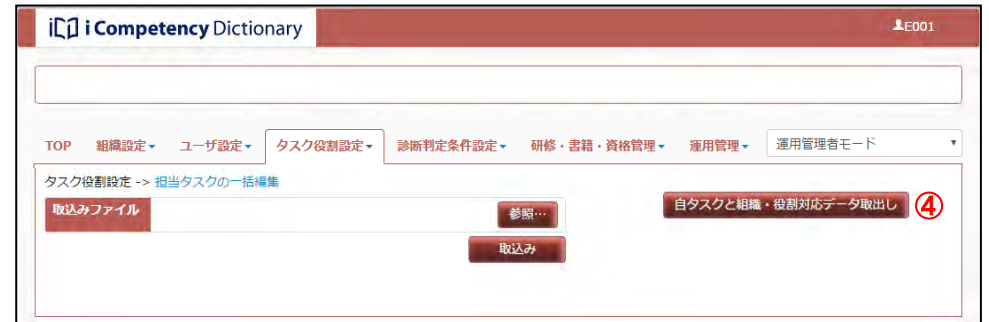 i Competency Dictionary
E001
TOP 組織設定 ユーザ設定 タスク役割設定 診断判定条件設定 研修・書籍・資格管理 運用管理 運用管理者モード
タスク役割設定 -> 担当タスクの一括編集
取込みファイル 参照… 自タスクと組織・役割対応データ取出し ④
取込み